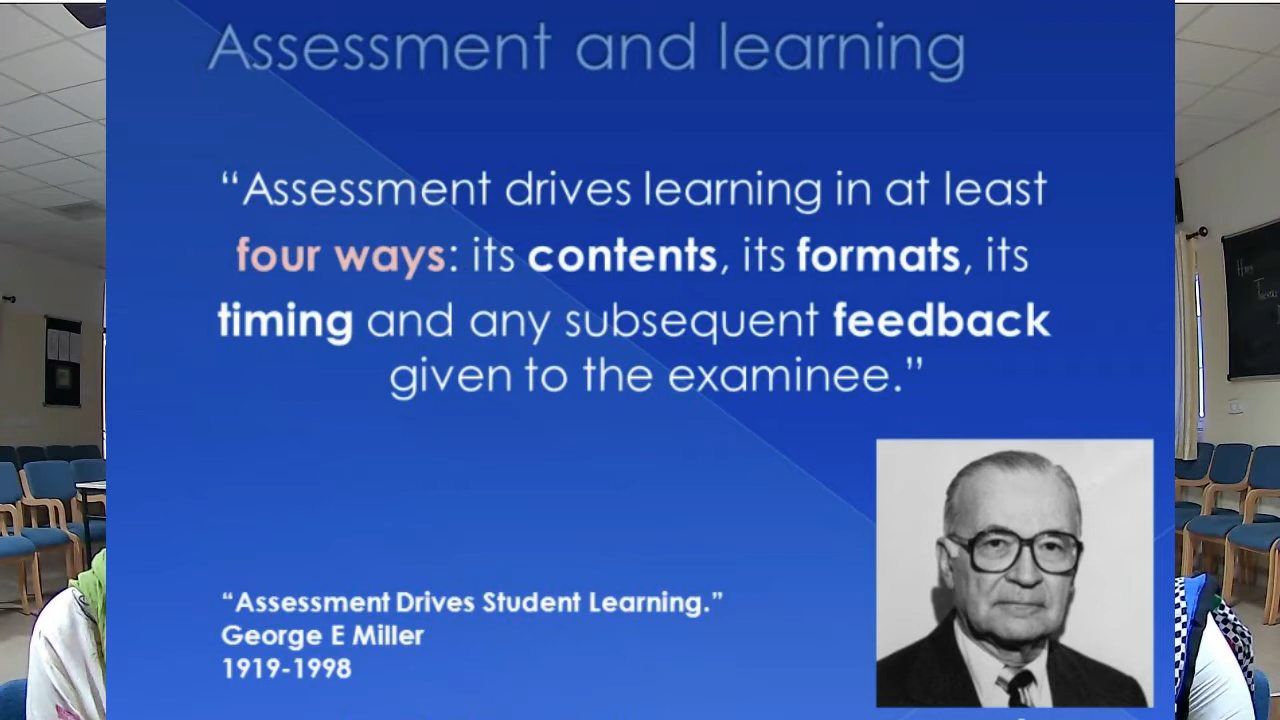 Assessment and learning
“Assessment drives learning in at least
four ways: its contents, its formats, its
timing and any subsequent feedback
given to the examinee.”
“Assessment Drives Student Learning.”
George E Miller
1919-1998